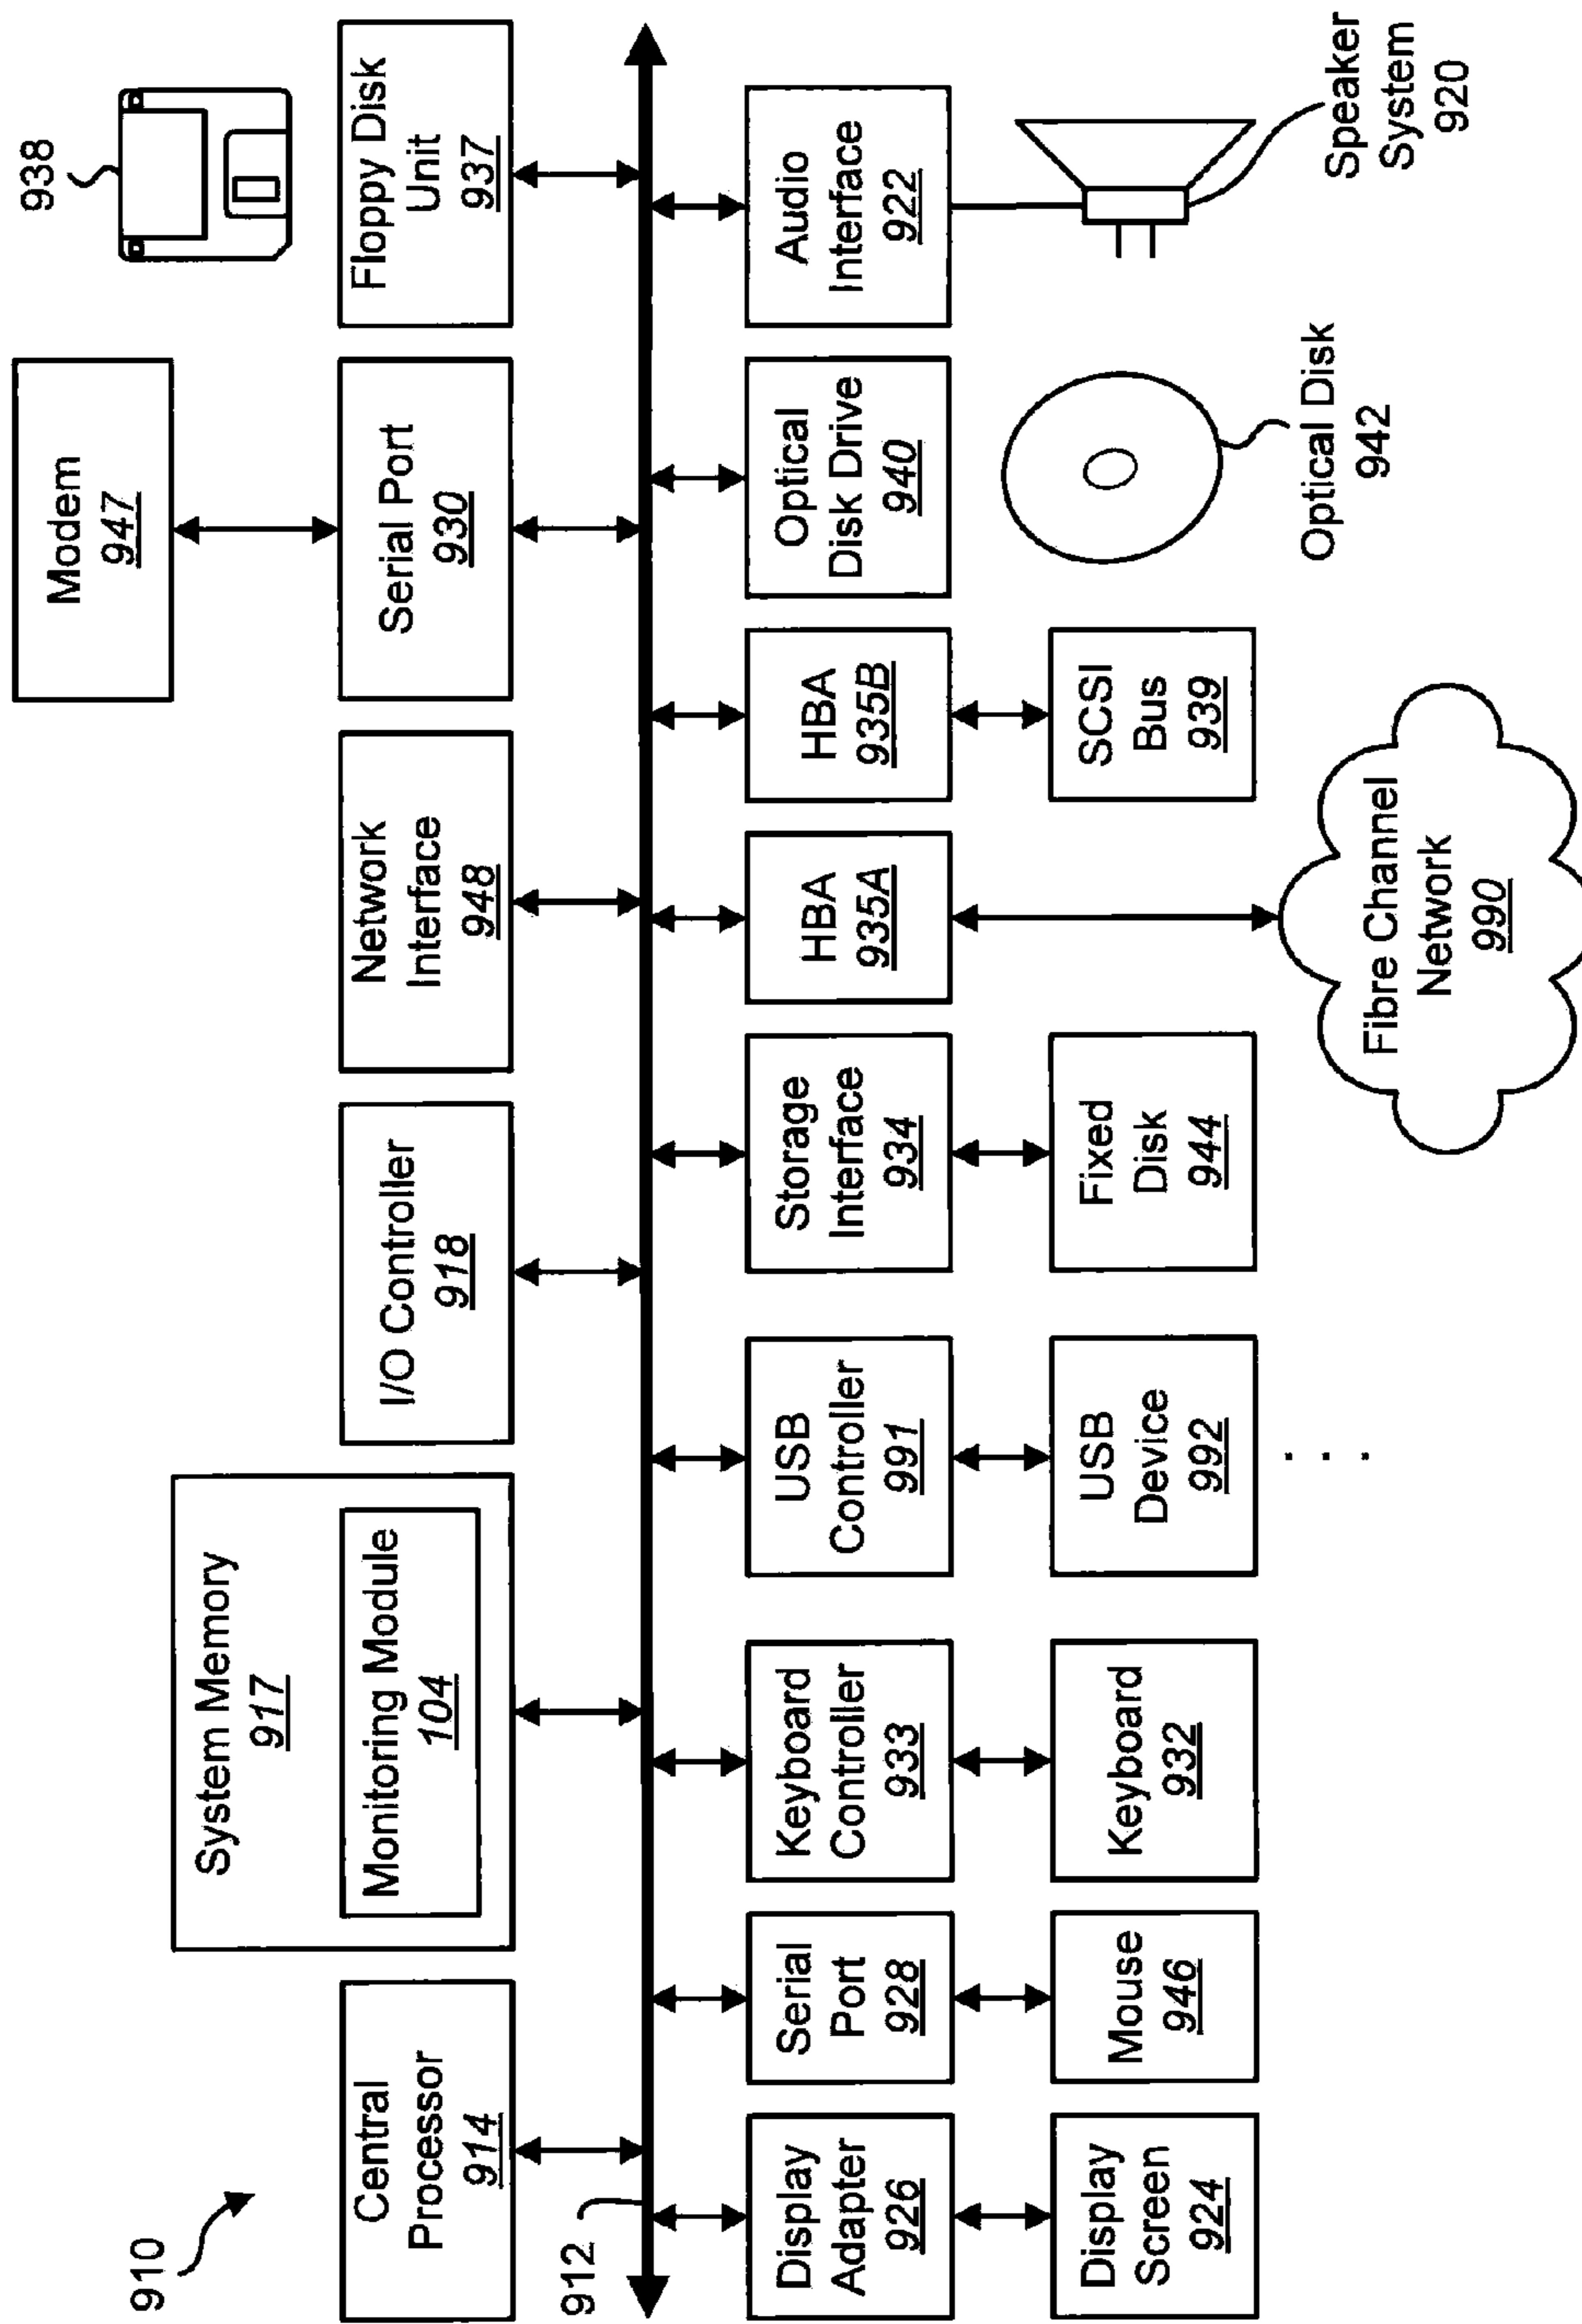 910
Central
Processor
914
System Memory
917
Monitoring Module
104
I/O Controller
918
Network
Interface
948
Serial Port
930
Modem
947
Floppy Disk
Unit
937
938
912
Display
Adapter
926
Serial
Port
928
Keyboard
Controller
933
USB
Controller
991
Storage
Interface
934
HBA
935A
HBA
935B
Optical
Disk Drive
940
Audio
Interface
922
Display
Screen
924
Mouse
946
Keyboard
932
USB
Device
992
. . .
Fixed
Disk
944
Fibre Channel
Network
990
SCSI
Bus
939
Optical Disk
942
Speaker
System
920